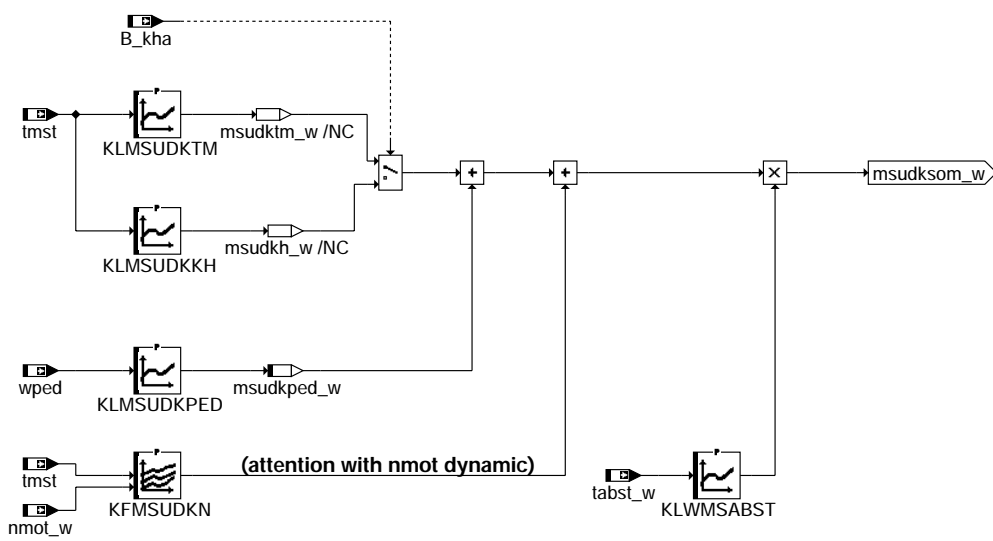 B_kha
P
tmst
KLMSUDKTM
msudktm_w /NC
msudksom_w
P
KLMSUDKKH
msudkh_w /NC
P
wped
KLMSUDKPED
msudkped_w
P
tmst
(attention with nmot dynamic)
nmot_w
KFMSUDKN
P
tabst_w
KLWMSABST